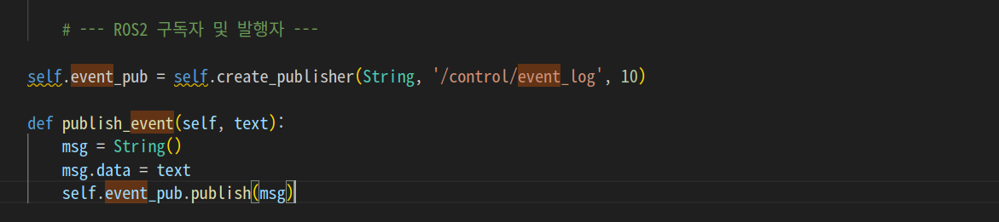 # --- ROS2 구독자 및 발행자 ---
self.event_pub = self.create_publisher(String, '/control/event_log', 10)
def publish_event(self, text):
msg = String()
msg.data = text
self.event_pub.publish(msg)